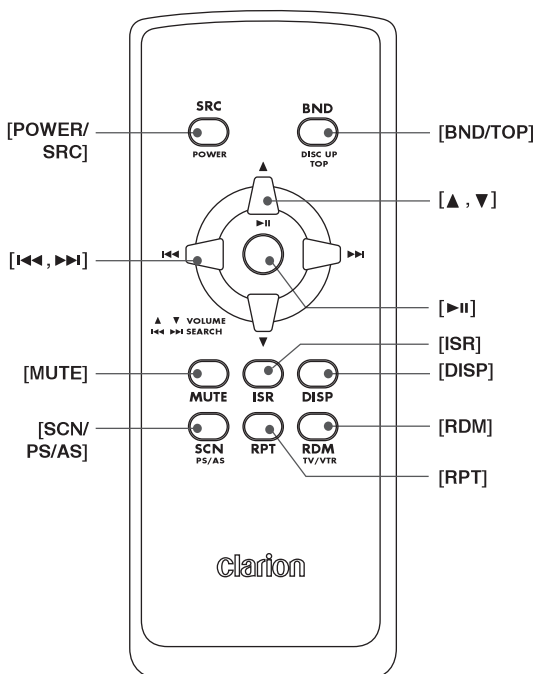 SRC
BND
[POWER/
SRC]
POWER
DISC UP
TOP
[BND/TOP]
▲
[▲ , ▼]
►II
I◄◄
►►I
[I◄◄ , ►►I]
▲ ▼ VOLUME
I◄◄ ►►I SEARCH
▼
[►II]
[ISR]
[MUTE]
[DISP]
MUTE
ISR
DISP
[SCN/
PS/AS]
[RDM]
SCN
RPT
RDM
PS/AS
TV/VTR
[RPT]
clarion